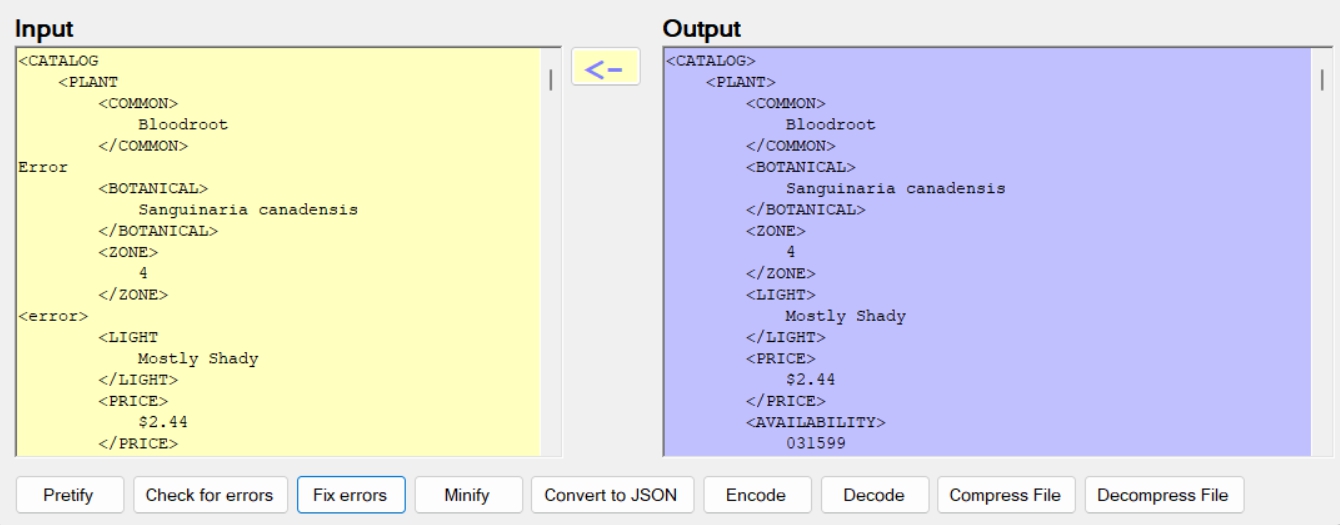 Input
<CATALOG
<PLANT
<COMMON>
Bloodroot
</COMMON>
Error
<BOTANICAL>
Sanguinaria canadensis
</BOTANICAL>
<ZONE>
4
</ZONE>
<error>
<LIGHT
Mostly Shady
</LIGHT>
<PRICE>
$2.44
</PRICE>
<-
Output
<CATALOG>
<PLANT>
<COMMON>
Bloodroot
</COMMON>
<BOTANICAL>
Sanguinaria canadensis
</BOTANICAL>
<ZONE>
4
</ZONE>
<LIGHT>
Mostly Shady
</LIGHT>
<PRICE>
$2.44
</PRICE>
<AVAILABILITY>
031599
Pretify Check for errors Fix errors Minify Convert to JSON Encode Decode Compress File Decompress File